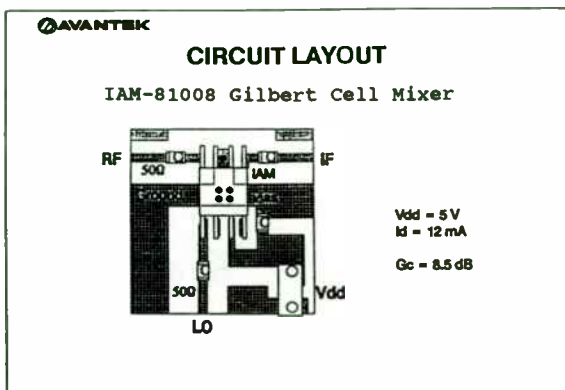 AVANTEK
CIRCUIT LAYOUT
IAM-81008 Gilbert Cell Mixer
RF
IF
50Ω
IAM
Ground
Vdd = 5 V
Id = 12 mA
Gc = 8.5 dB
50Ω
Vdd
LO